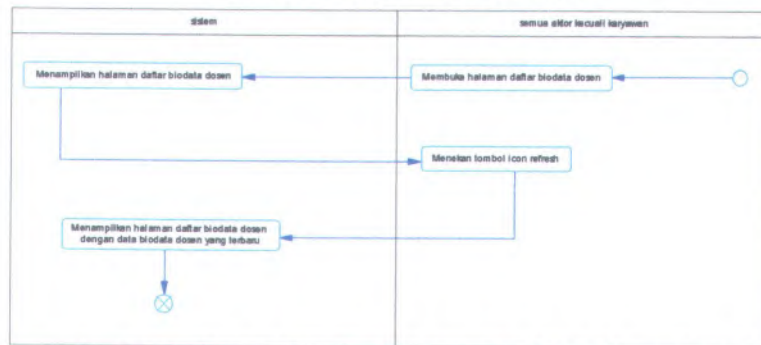 sistem
semua aktor kecuali karyawan
Menampilkan halaman daftar biodata dosen
Membuka halaman daftar biodata dosen
Menekan tombol icon refresh
Menampilkan halaman daftar biodata dosen
dengan data biodata dosen yang terbaru